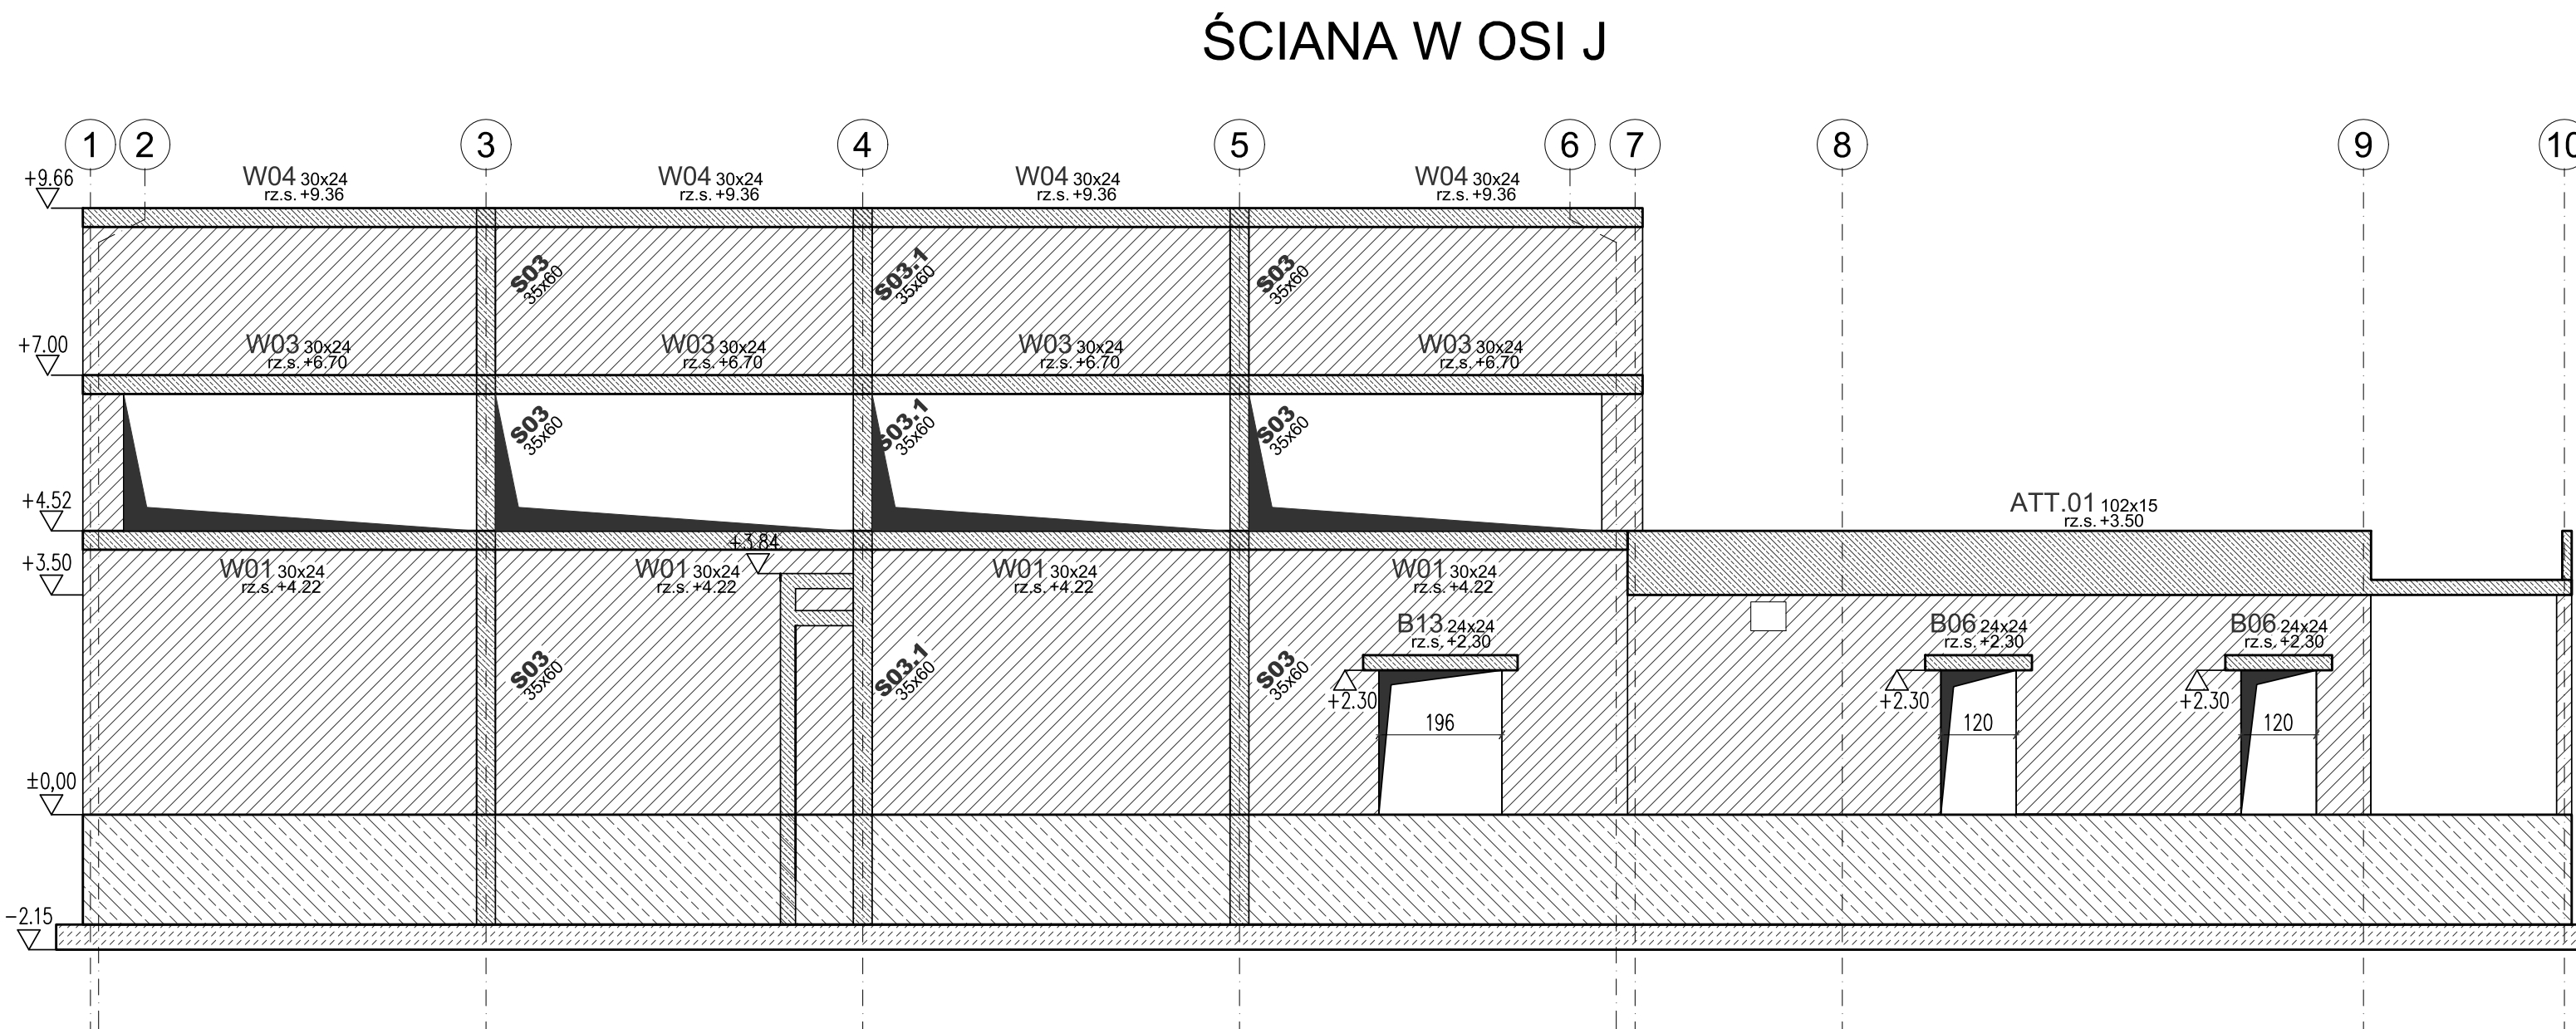 ŚCIANA W OSI J
1 2 3 4 5 6 7 8 9 10
+9.66
W04 30x24
rz.s. +9.36
W04 30x24
rz.s. +9.36
W04 30x24
rz.s. +9.36
W04 30x24
rz.s. +9.36
S03
35x60
S03.1
35x60
S03
35x60
+7.00
W03 30x24
rz.s. +6.70
W03 30x24
rz.s. +6.70
W03 30x24
rz.s. +6.70
W03 30x24
rz.s. +6.70
S03
35x60
S03.1
35x60
S03
35x60
+4.52
ATT.01 102x15
rz.s. +3.50
+3.84
+3.50
W01 30x24
rz.s. +4.22
W01 30x24
rz.s. +4.22
W01 30x24
rz.s. +4.22
W01 30x24
rz.s. +4.22
B13 24x24
rz.s. +2.30
B06 24x24
rz.s. +2.30
B06 24x24
rz.s. +2.30
S03
35x60
S03.1
35x60
S03
35x60
+2.30
+2.30
+2.30
196
120
120
±0,00
-2.15